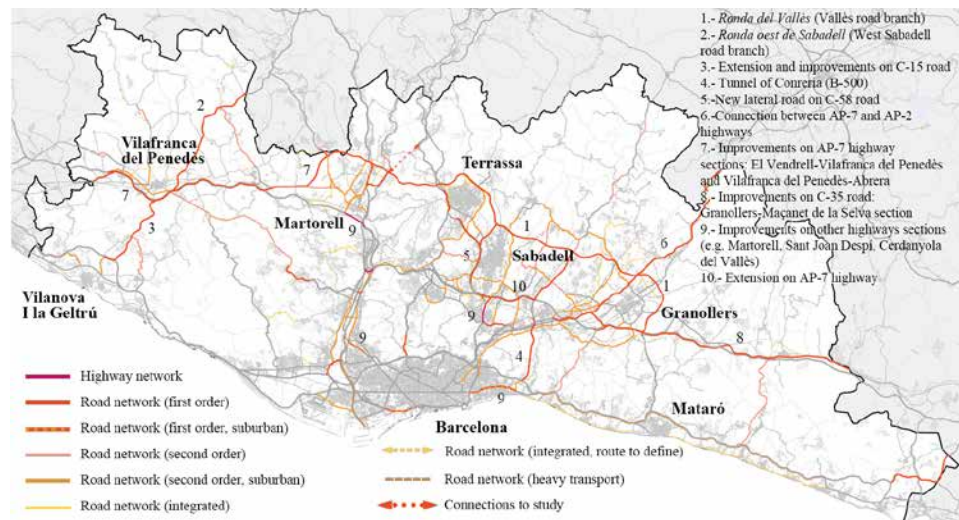 1.- Ronda del Vallès (Vallès road branch)
2.- Ronda oest de Sabadell (West Sabadell
road branch)
3.- Extension and improvements on C-15 road
4.- Tunnel of Conreria (B-500)
5.-New lateral road on C-58 road
6.-Connection between AP-7 and AP-2
highways
7.- Improvements on AP-7 highway
sections: El Vendrell-Vilafranca del Penedès
and Vilafranca del Penedès-Abrera
8.- Improvements on C-35 road:
Granollers-Maçanet de la Selva section
9.- Improvements on other highways sections
(e.g. Martorell, Sant Joan Despí, Cerdanyola
del Vallès)
10.- Extension on AP-7 highway
2
Vilafranca
del Penedès
7
7
Terrassa
3
Martorell
9
1
6
5
Sabadell
10
1
Vilanova
I la Geltrú
9
Granollers
9
8
4
9
Mataró
Barcelona
Highway network
Road network (first order)
Road network (first order, suburban)
Road network (second order)
Road network (second order, suburban)
Road network (integrated)
Road network (integrated, route to define)
Road network (heavy transport)
Connections to study